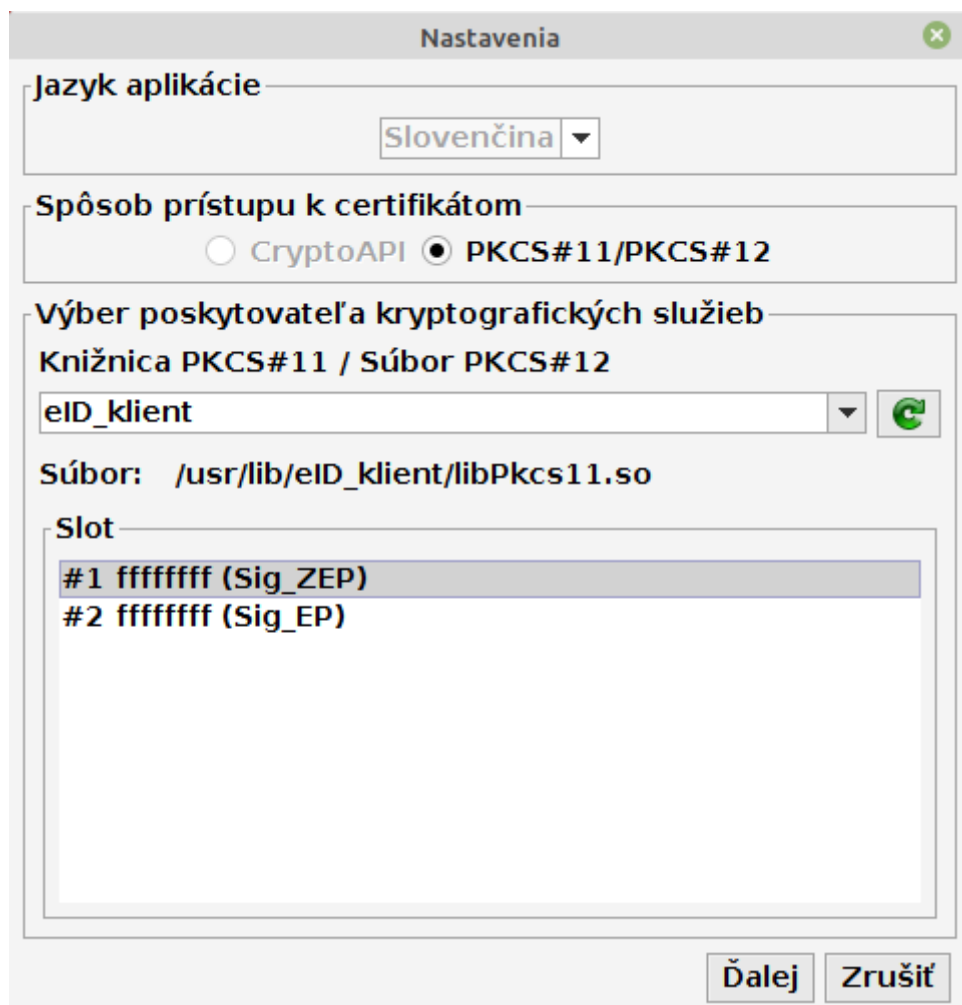 Nastavenia
Jazyk aplikácie
Slovenčina
Spôsob prístupu k certifikátom
CryptoAPI PKCS#11/PKCS#12
Výber poskytovateľa kryptografických služieb
Knižnica PKCS#11 / Súbor PKCS#12
eID_klient
Súbor: /usr/lib/eID_klient/libPkcs11.so
Slot
#1 ffffffff (Sig_ZEP)
#2 ffffffff (Sig_EP)
Ďalej Zrušiť